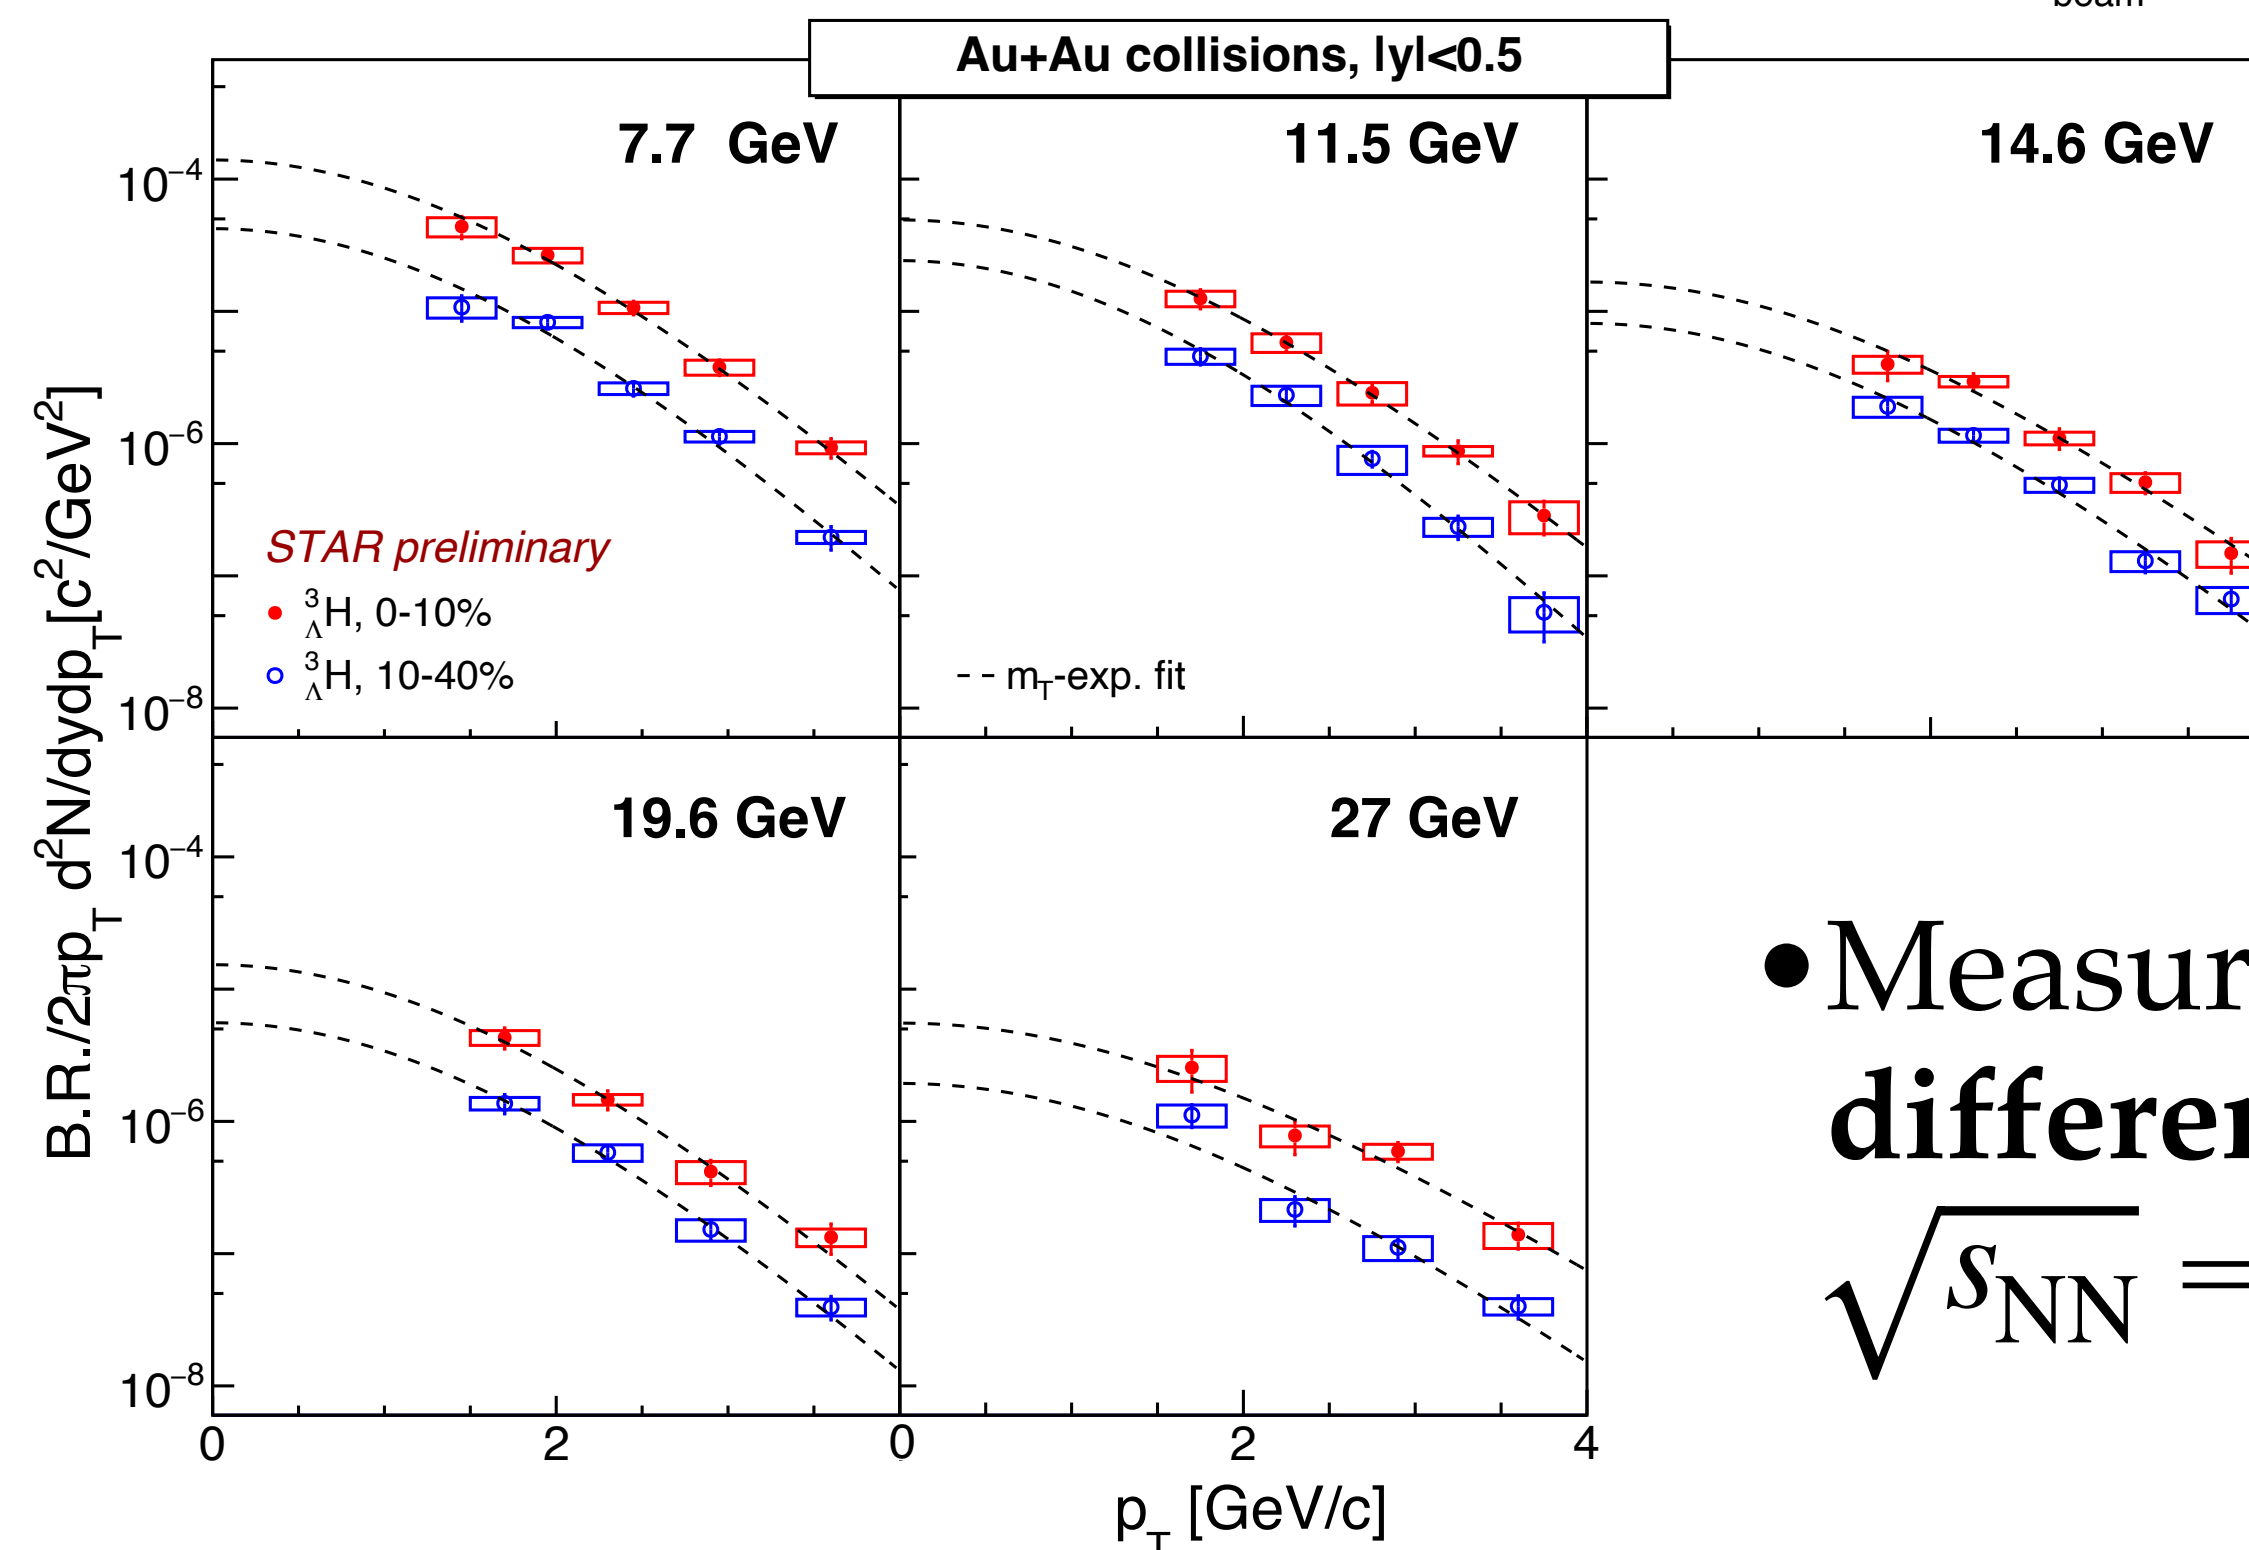 beam
Au+Au collisions, |y|<0.5
7.7 GeV
11.5 GeV
14.6 GeV
10⁻⁴
10⁻⁶
10⁻⁸
STAR preliminary
³ΛH, 0-10%
³ΛH, 10-40%
-- m_T-exp. fit
B.R./2πp_T d²N/dydp_T[c²/GeV²]
19.6 GeV
27 GeV
10⁻⁴
10⁻⁶
10⁻⁸
0 2 0 2 4
p_T [GeV/c]
•Measur
differen
√s_NN =